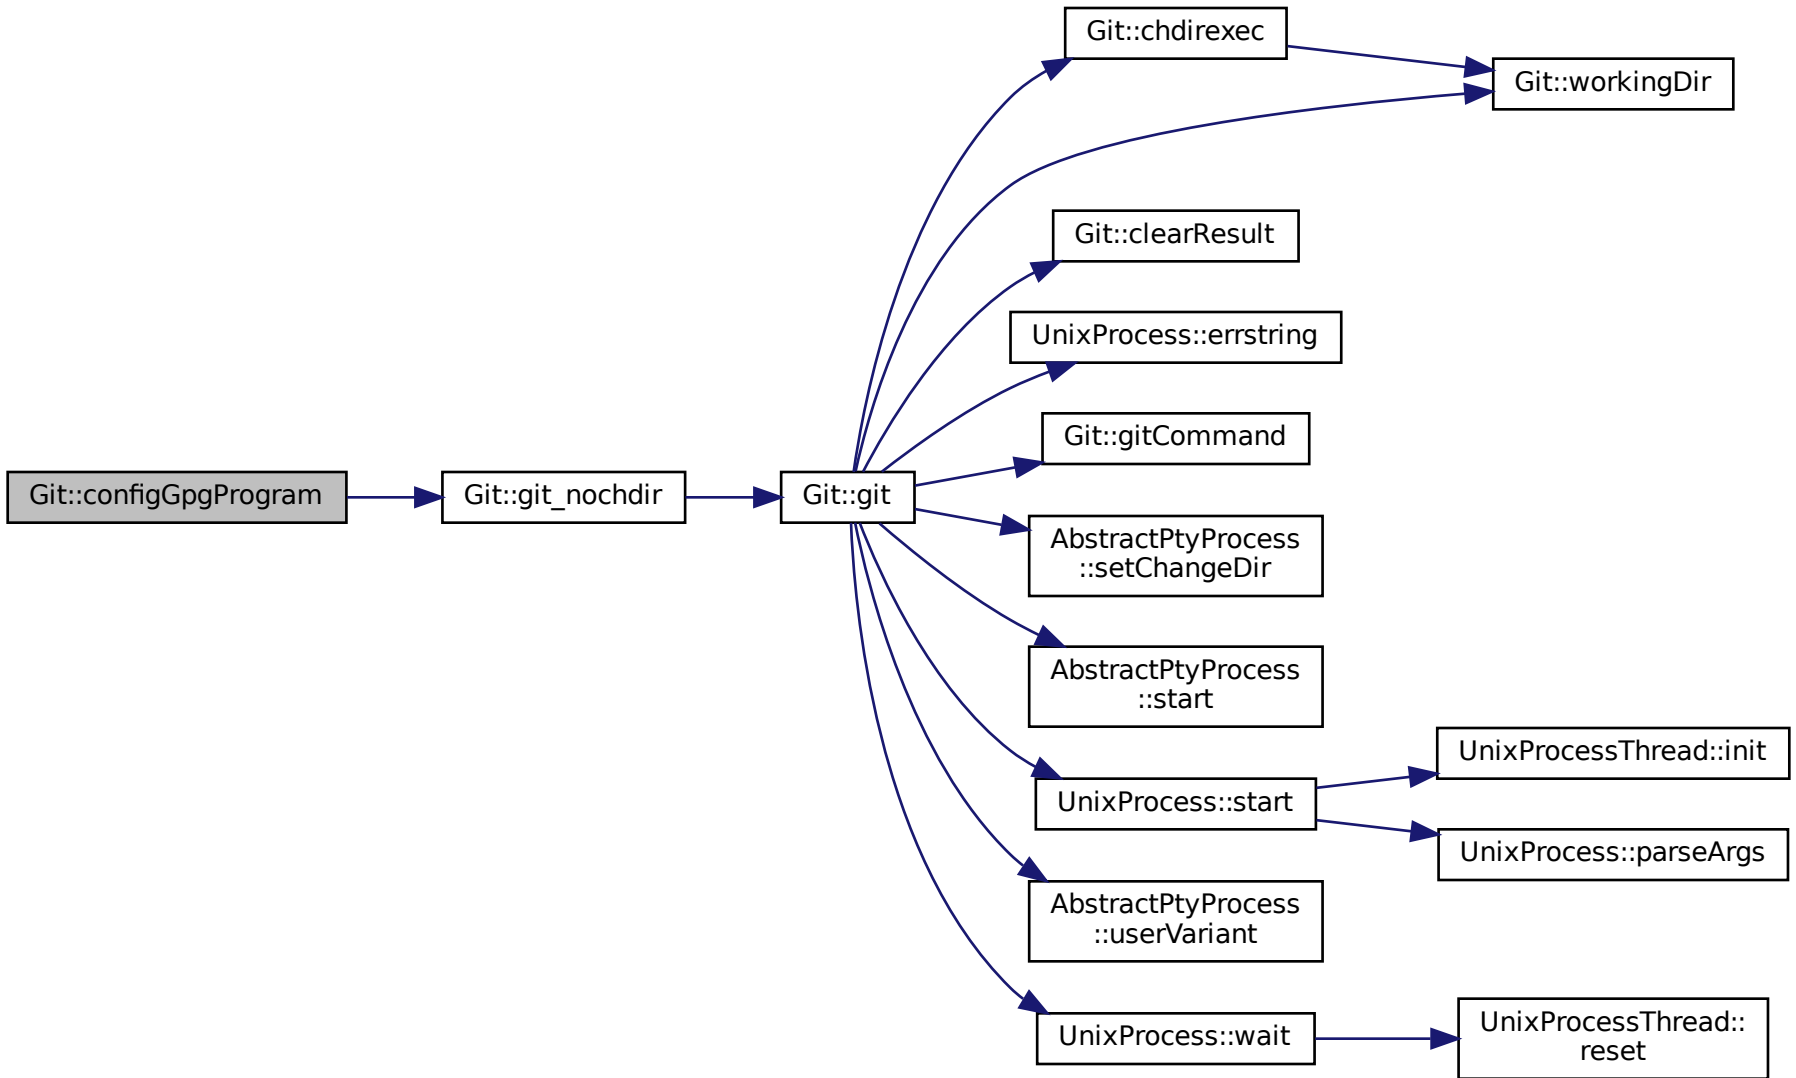 Git::configGpgProgram
Git::git_nochdir
Git::git
Git::chdirexec
Git::workingDir
Git::clearResult
UnixProcess::errstring
Git::gitCommand
AbstractPtyProcess
::setChangeDir
AbstractPtyProcess
::start
UnixProcess::start
UnixProcessThread::init
UnixProcess::parseArgs
AbstractPtyProcess
::userVariant
UnixProcess::wait
UnixProcessThread::
reset